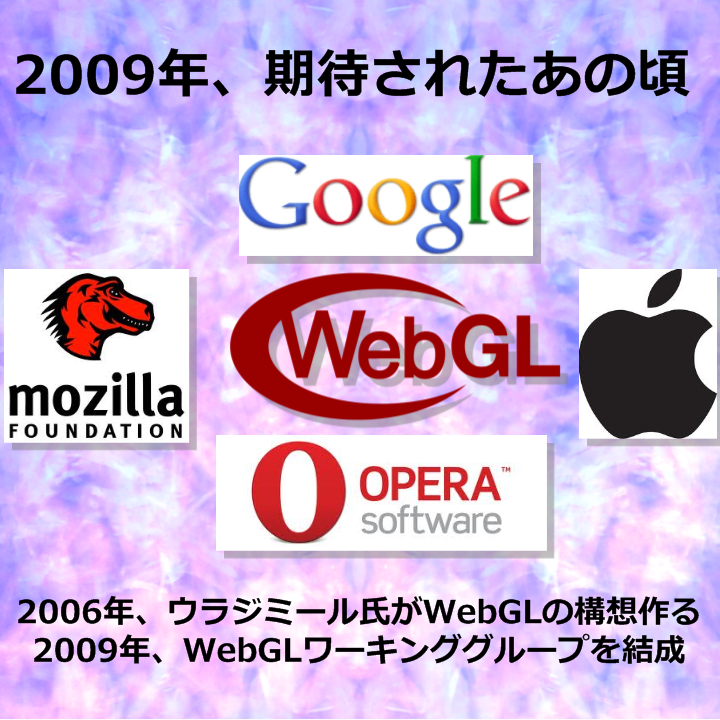 2009年、期待されたあの頃
Google
mozilla
FOUNDATION
WebGL
OPERA™
software
2006年、ウラジミール氏がWebGLの構想作る
2009年、WebGLワーキンググループを結成